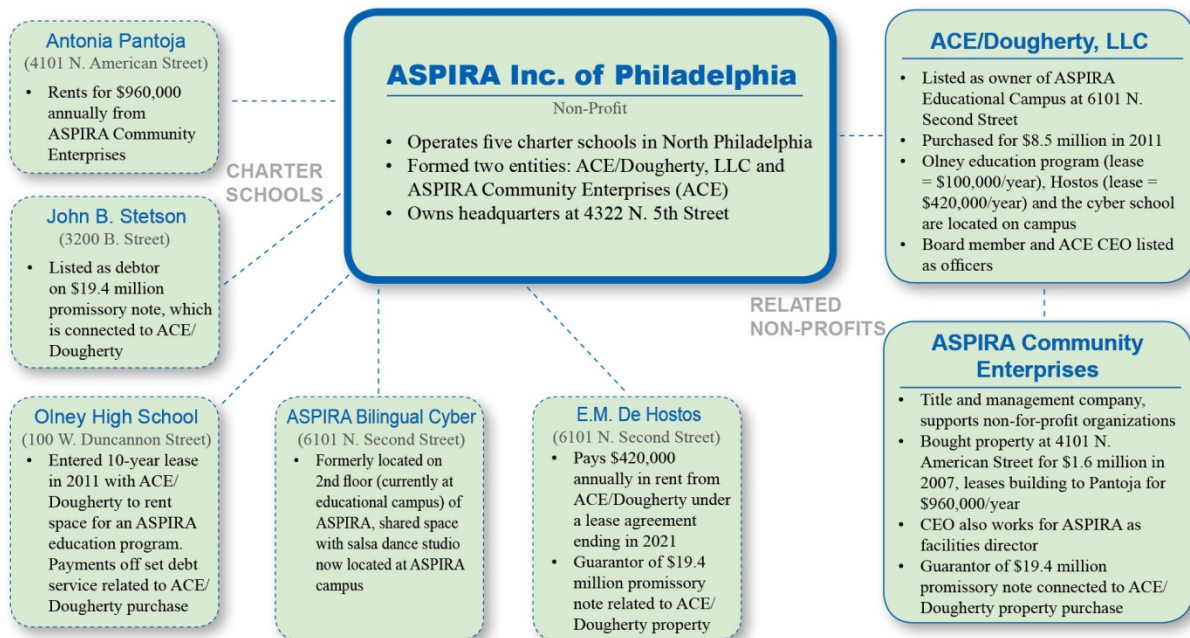 Antonia Pantoja
(4101 N. American Street)
• Rents for $960,000
annually from
ASPIRA Community
Enterprises
CHARTER
SCHOOLS
John B. Stetson
(3200 B. Street)
• Listed as debtor
on $19.4 million
promissory note, which
is connected to ACE/
Dougherty
ASPIRA Inc. of Philadelphia
Non-Profit
• Operates five charter schools in North Philadelphia
• Formed two entities: ACE/Dougherty, LLC and
ASPIRA Community Enterprises (ACE)
• Owns headquarters at 4322 N. 5th Street
ACE/Dougherty, LLC
• Listed as owner of ASPIRA
Educational Campus at 6101 N.
Second Street
• Purchased for $8.5 million in 2011
• Olney education program (lease
= $100,000/year), Hostos (lease =
$420,000/year) and the cyber school
are located on campus
• Board member and ACE CEO listed
as officers
RELATED
NON-PROFITS
ASPIRA Community
Enterprises
• Title and management company,
supports non-for-profit organizations
• Bought property at 4101 N.
American Street for $1.6 million in
2007, leases building to Pantoja for
$960,000/year
• CEO also works for ASPIRA as
facilities director
• Guarantor of $19.4 million
promissory note connected to ACE/
Dougherty property purchase
Olney High School
(100 W. Duncannon Street)
• Entered 10-year lease
in 2011 with ACE/
Dougherty to rent
space for an ASPIRA
education program.
Payments off set debt
service related to ACE/
Dougherty purchase
ASPIRA Bilingual Cyber
(6101 N. Second Street)
• Formerly located on
2nd floor (currently at
educational campus) of
ASPIRA, shared space
with salsa dance studio
now located at ASPIRA
campus
E.M. De Hostos
(6101 N. Second Street)
• Pays $420,000
annually in rent from
ACE/Dougherty under
a lease agreement
ending in 2021
• Guarantor of $19.4
million promissory
note related to ACE/
Dougherty property